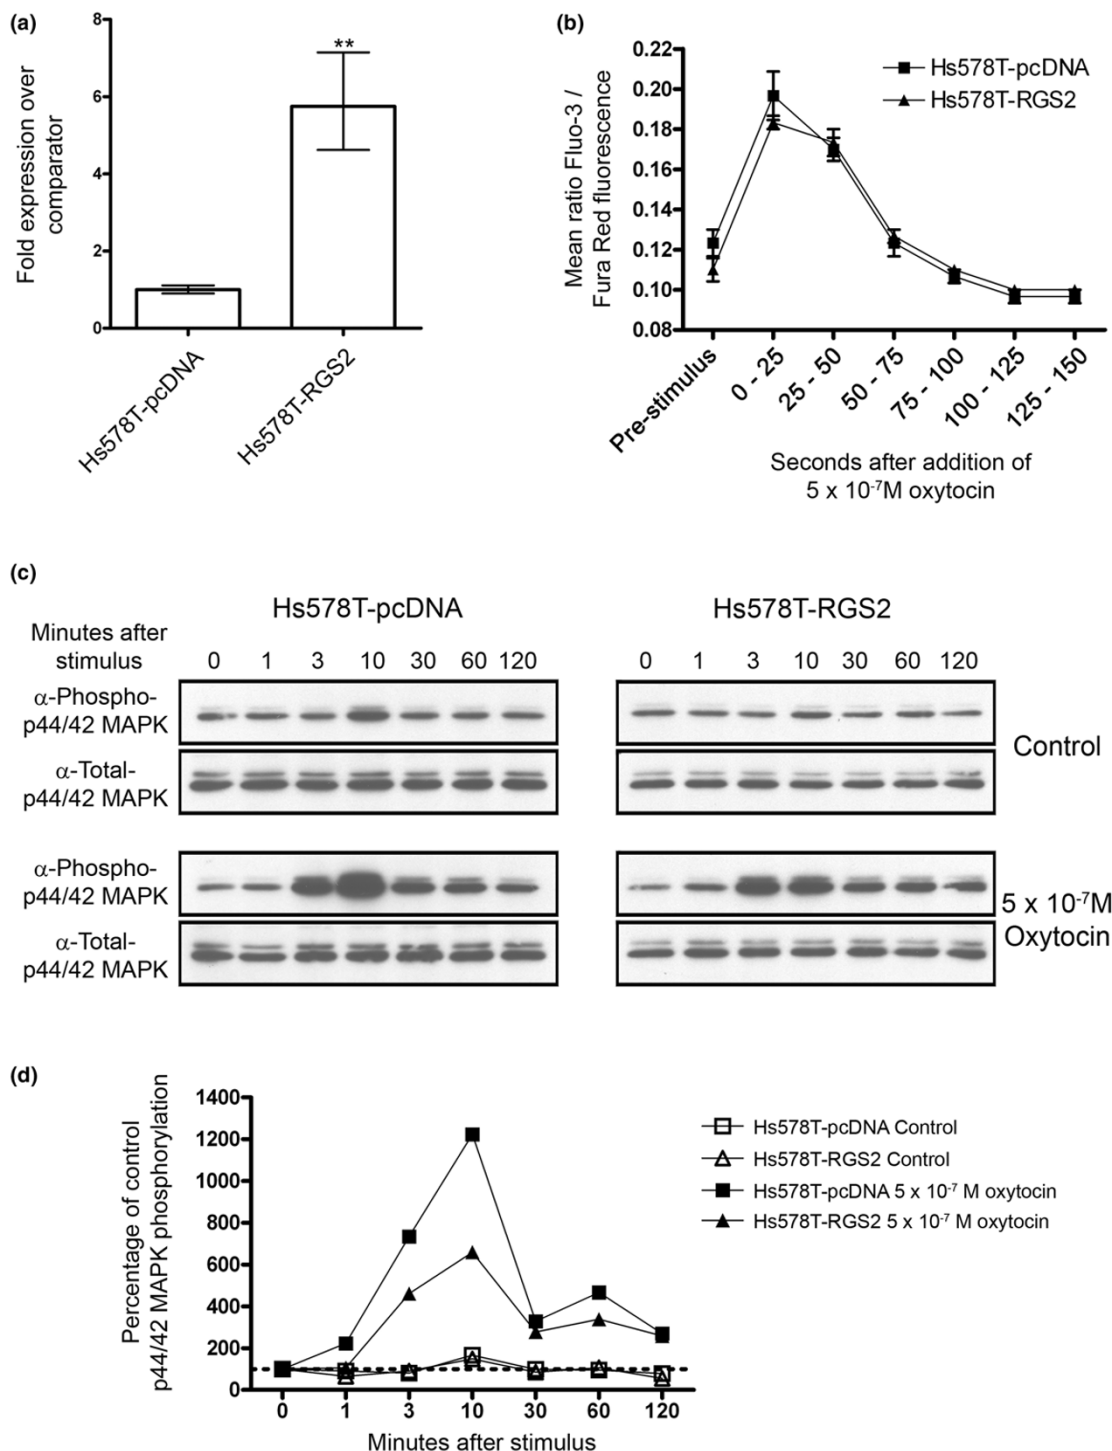 (a)
8
6
4
2
0
Fold expression over
comparator
**
Hs578T-pcDNA
Hs578T-RGS2
(b)
0.22
0.20
0.18
0.16
0.14
0.12
0.10
0.08
Mean ratio Fluo-3 /
Fura Red fluorescence
Hs578T-pcDNA
Hs578T-RGS2
Pre-stimulus
0 - 25
25 - 50
50 - 75
75 - 100
100 - 125
125 - 150
Seconds after addition of
5 x 10⁻⁷M oxytocin
(c)
Hs578T-pcDNA
Hs578T-RGS2
Minutes after
stimulus
0 1 3 10 30 60 120
0 1 3 10 30 60 120
α-Phospho-
p44/42 MAPK
α-Total-
p44/42 MAPK
Control
α-Phospho-
p44/42 MAPK
α-Total-
p44/42 MAPK
5 x 10⁻⁷M
Oxytocin
(d)
1400
1200
1000
800
600
400
200
0
Percentage of control
p44/42 MAPK phosphorylation
Hs578T-pcDNA Control
Hs578T-RGS2 Control
Hs578T-pcDNA 5 x 10⁻⁷ M oxytocin
Hs578T-RGS2 5 x 10⁻⁷ M oxytocin
0 1 3 10 30 60 120
Minutes after stimulus